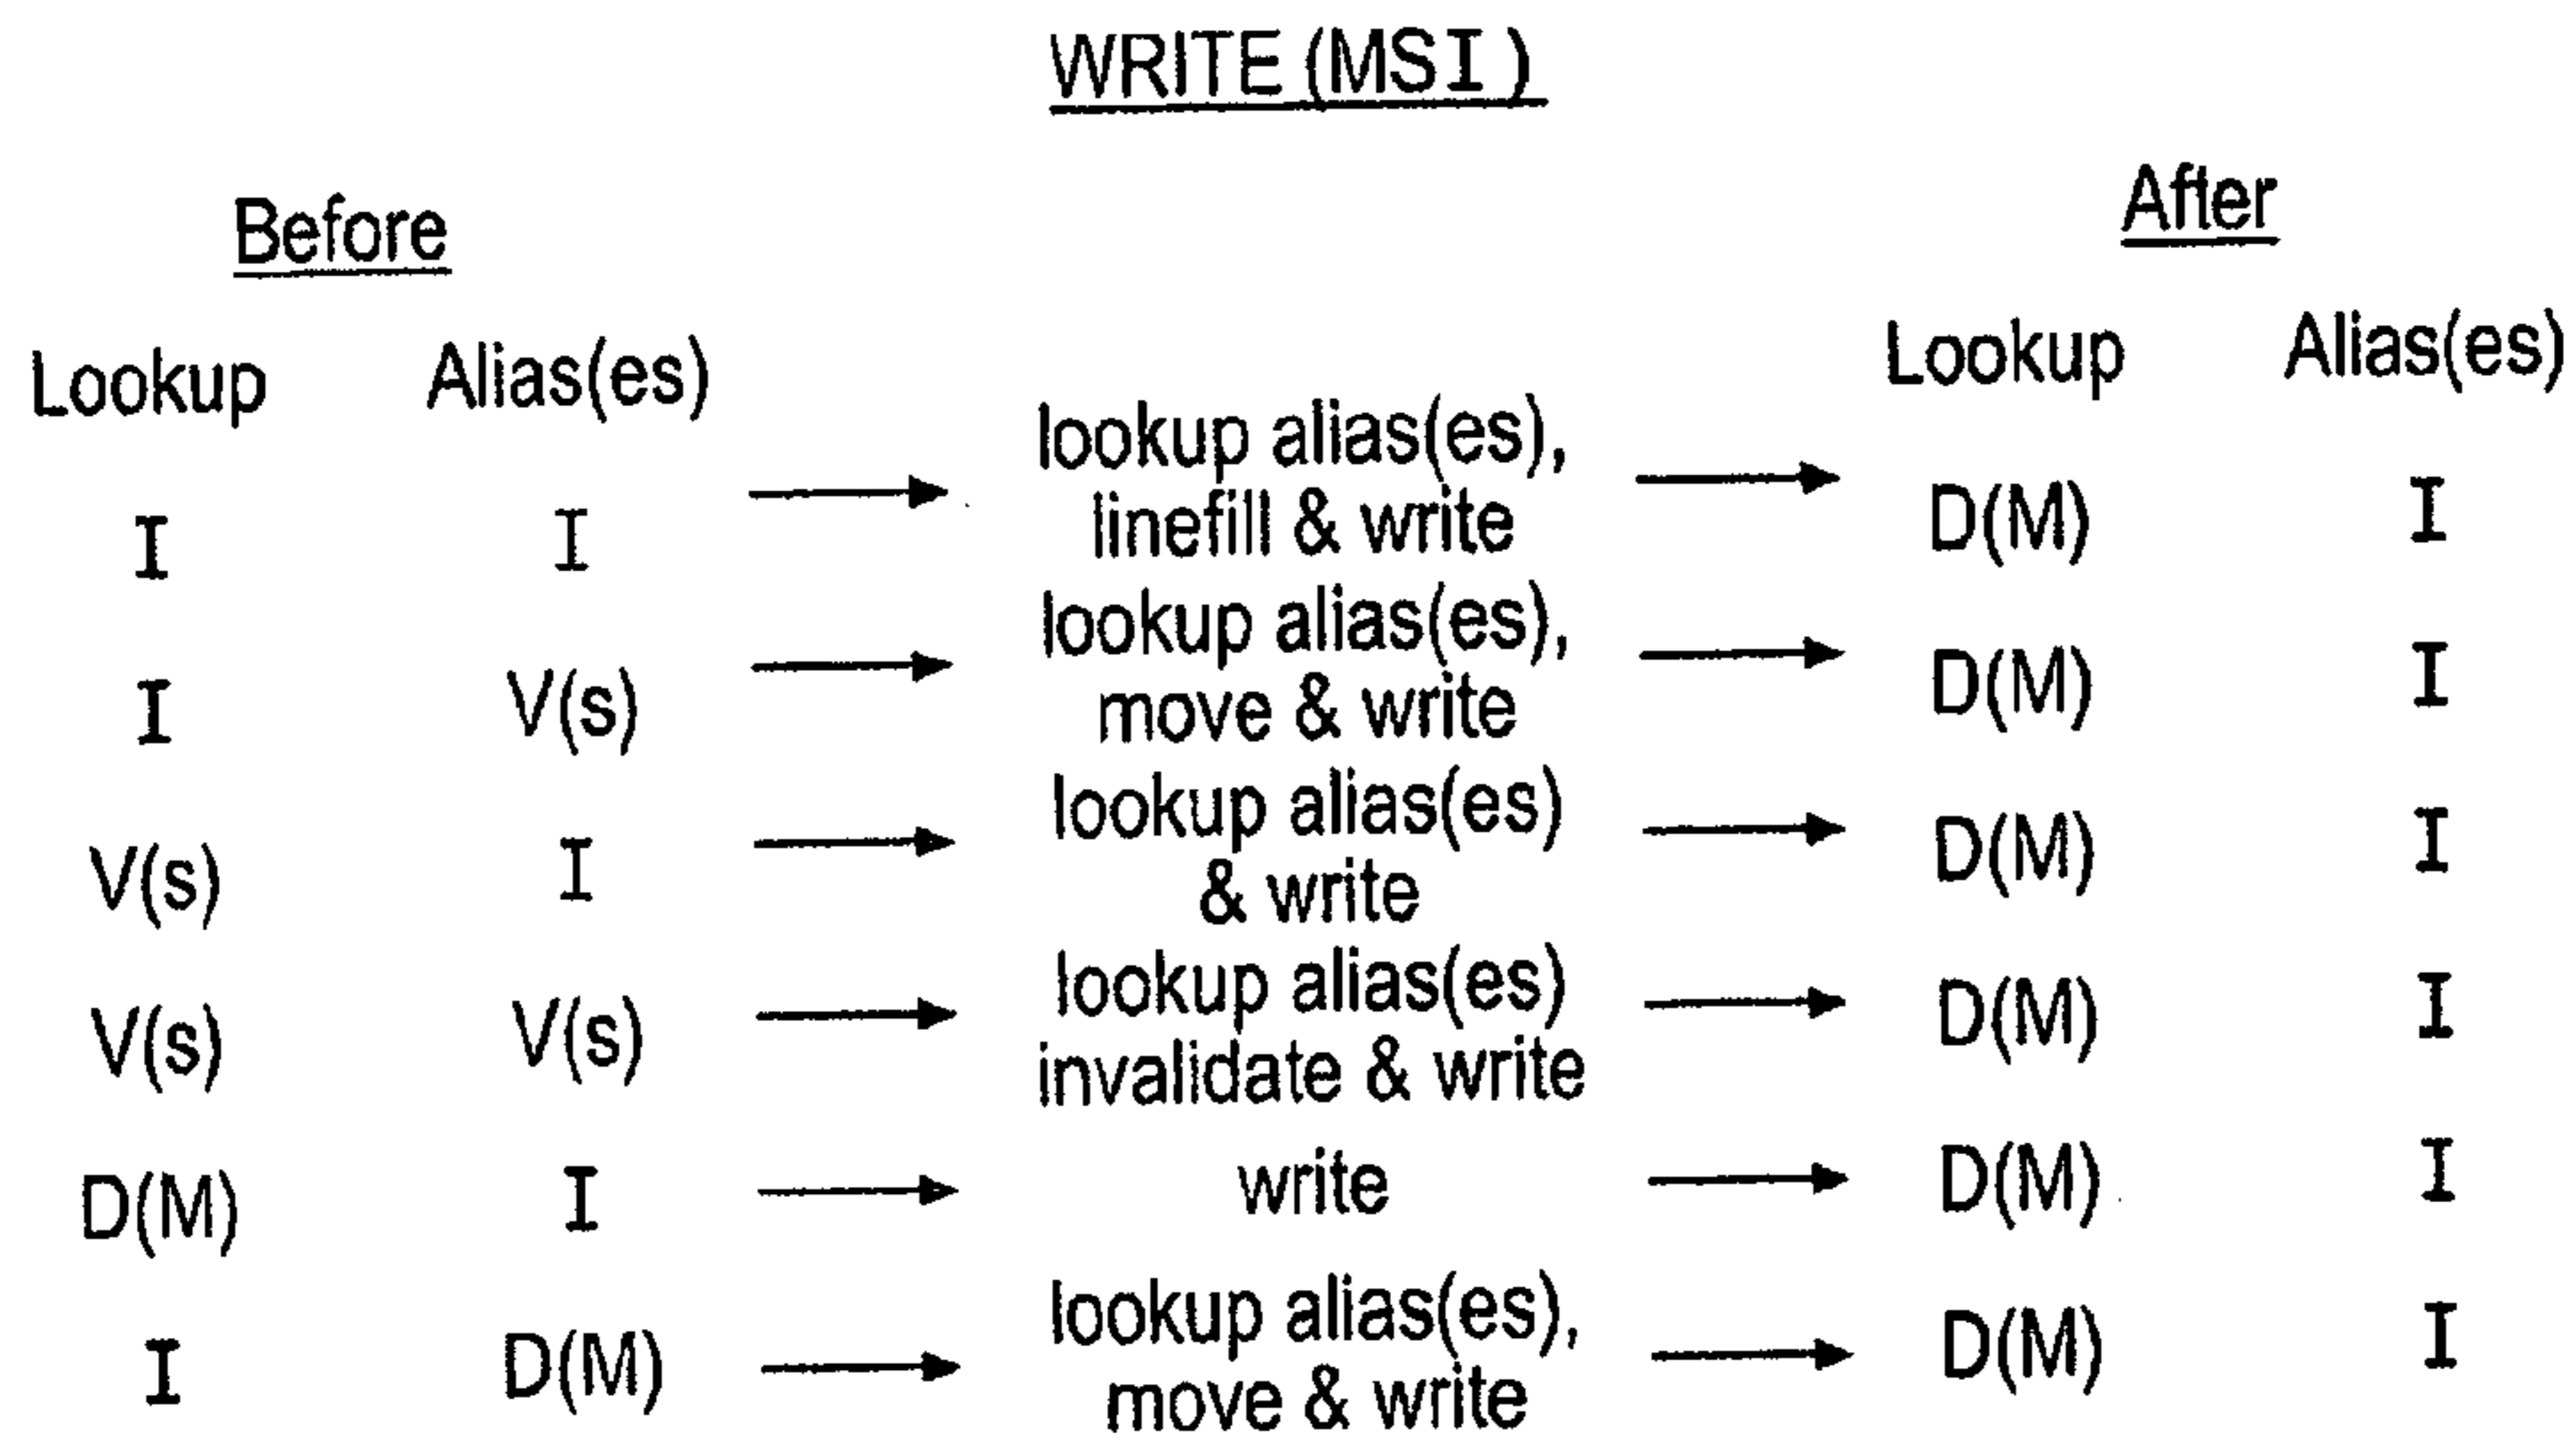 WRITE (MSI)
Before After
Lookup Alias(es) Lookup Alias(es)
lookup alias(es),
I I linefill & write D(M) I
lookup alias(es),
I V(s) move & write D(M) I
lookup alias(es)
V(s) I & write D(M) I
lookup alias(es)
V(s) V(s) invalidate & write D(M) I
D(M) I write D(M) I
lookup alias(es),
I D(M) move & write D(M) I